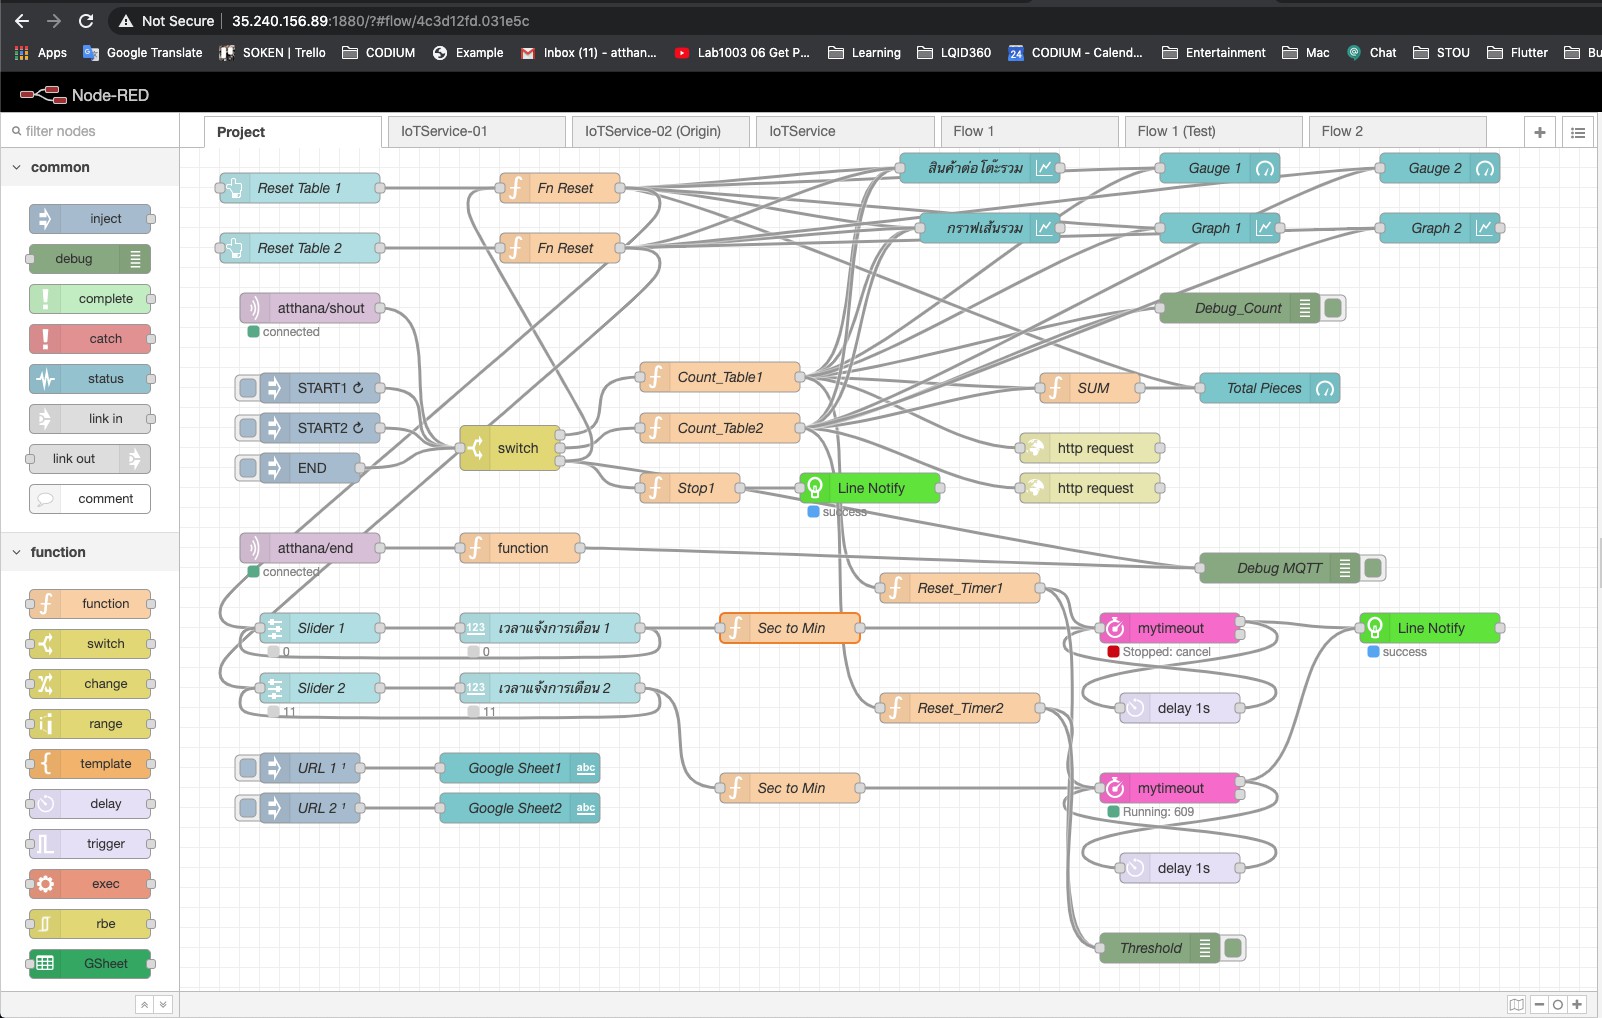 Not Secure | 35.240.156.89:1880/?#flow/4c3d12fd.031e5c
Apps Google Translate SOKEN | Trello CODIUM Example Inbox (11) - atthan... Lab1003 06 Get P... Learning LQID360 CODIUM - Calend... Entertainment Mac Chat STOU Flutter Bu
Node-RED
filter nodes
Project IoTService-01 IoTService-02 (Origin) IoTService Flow 1 Flow 1 (Test) Flow 2
common
inject
debug
complete
catch
status
link in
link out
comment
function
function
switch
change
range
template
delay
trigger
exec
rbe
GSheet
Reset Table 1 Fn Reset สินค้าต่อโต๊ะรวม Gauge 1 Gauge 2
Reset Table 2 Fn Reset กราฟเส้นรวม Graph 1 Graph 2
atthana/shout Debug_Count
connected
START1 ↻ Count_Table1 SUM Total Pieces
START2 ↻ Count_Table2
END switch http request
Stop1 Line Notify http request
success
atthana/end function Debug MQTT
connected
Reset_Timer1
Slider 1 123 เวลาแจ้งการเตือน 1 Sec to Min mytimeout Line Notify
0 0 Stopped: cancel success
Slider 2 123 เวลาแจ้งการเตือน 2
11 11
Reset_Timer2 delay 1s
URL 1 ¹ Google Sheet1 abc
Sec to Min mytimeout
URL 2 ¹ Google Sheet2 abc Running: 609
delay 1s
Threshold